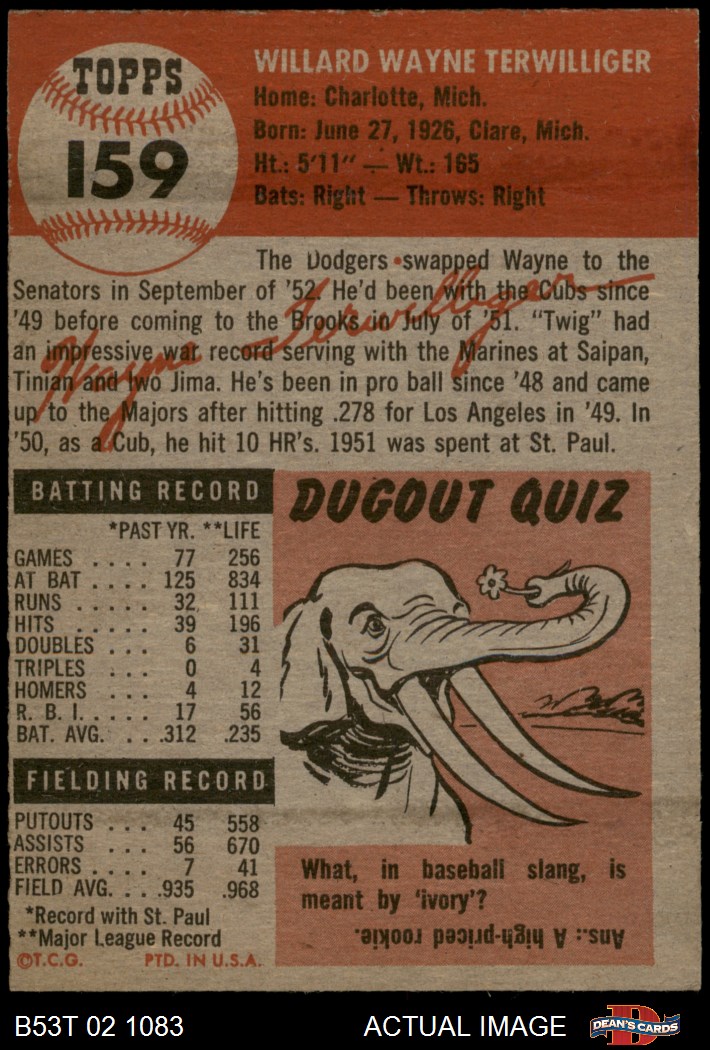 TOPPS
159
WILLARD WAYNE TERWILLIGER
Home: Charlotte, Mich.
Born: June 27, 1926, Clare, Mich.
Ht.: 5'11" — Wt.: 165
Bats: Right — Throws: Right
The Dodgers swapped Wayne to the
Senators in September of '52. He'd been with the Cubs since
'49 before coming to the Brooks in July of '51. "Twig" had
an impressive war record serving with the Marines at Saipan,
Tinian and Iwo Jima. He's been in pro ball since '48 and came
up to the Majors after hitting .278 for Los Angeles in '49. In
'50, as a Cub, he hit 10 HR's. 1951 was spent at St. Paul.
Wayne Terwilliger
BATTING RECORD
*PAST YR. **LIFE
GAMES .... 77 256
AT BAT .... 125 834
RUNS ..... 32 111
HITS ..... 39 196
DOUBLES ... 6 31
TRIPLES ... 0 4
HOMERS ... 4 12
R. B. I. .... 17 56
BAT. AVG. . . .312 .235
FIELDING RECORD
PUTOUTS ... 45 558
ASSISTS ... 56 670
ERRORS .... 7 41
FIELD AVG. . . .935 .968
*Record with St. Paul
**Major League Record
©T.C.G. PTD. IN U.S.A.
DUGOUT QUIZ
What, in baseball slang, is
meant by 'ivory'?
Ans.: A high-priced rookie.
B53T 02 1083
ACTUAL IMAGE
D
DEAN'S CARDS